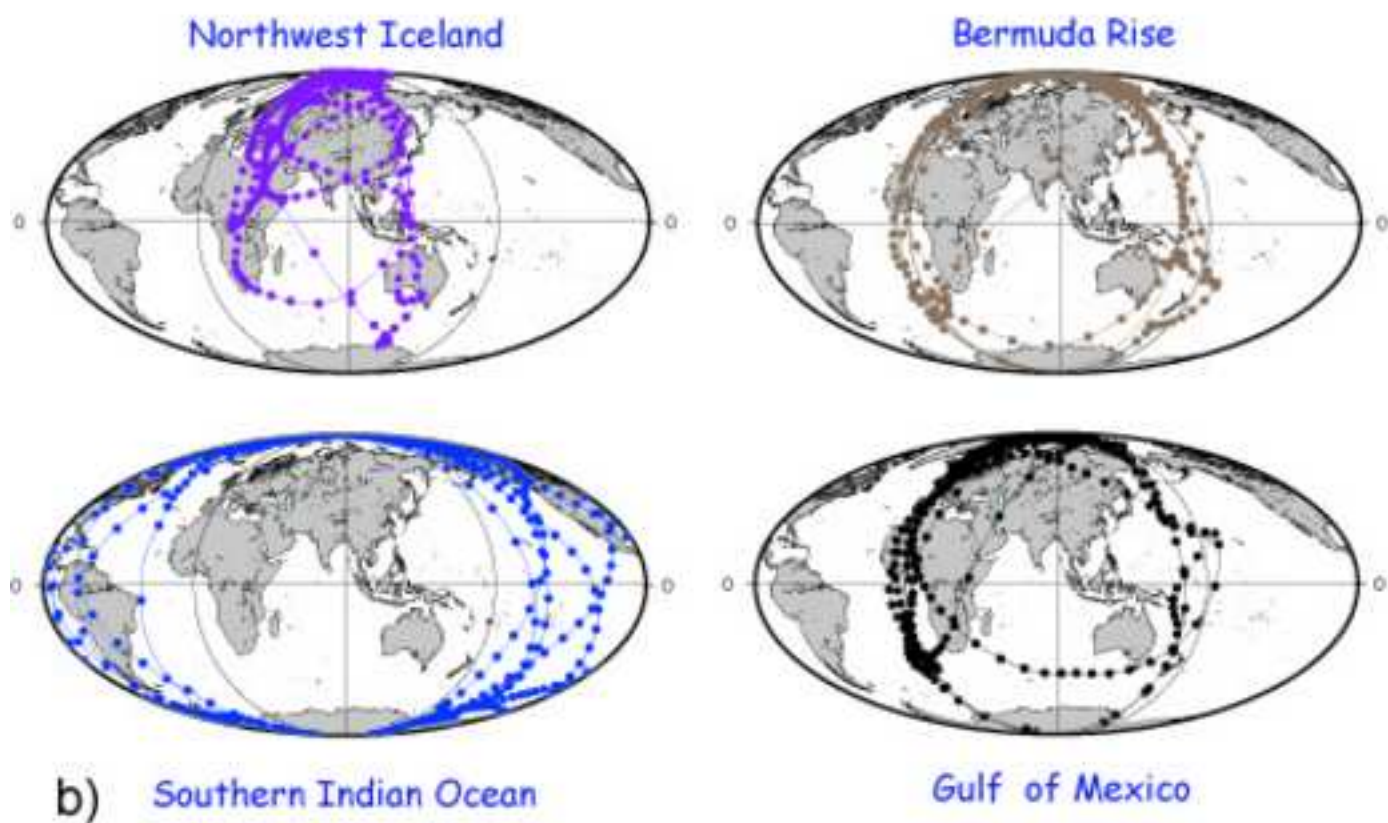 Northwest Iceland
Bermuda Rise
0 0
0 0
0 0
0 0
b) Southern Indian Ocean
Gulf of Mexico